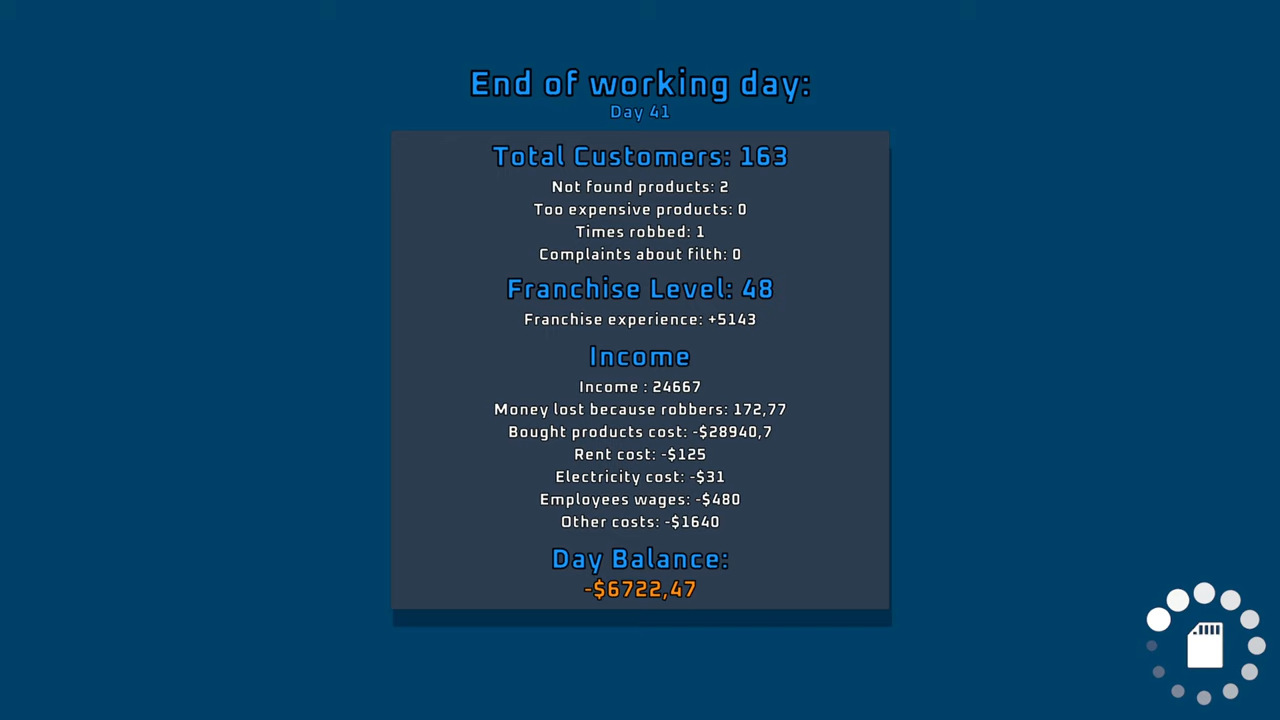 End of working day:
Day 41
Total Customers: 163
Not found products: 2
Too expensive products: 0
Times robbed: 1
Complaints about filth: 0
Franchise Level: 48
Franchise experience: +5143
Income
Income : 24667
Money lost because robbers: 172,77
Bought products cost: -$28940,7
Rent cost: -$125
Electricity cost: -$31
Employees wages: -$480
Other costs: -$1640
Day Balance:
-$6722,47